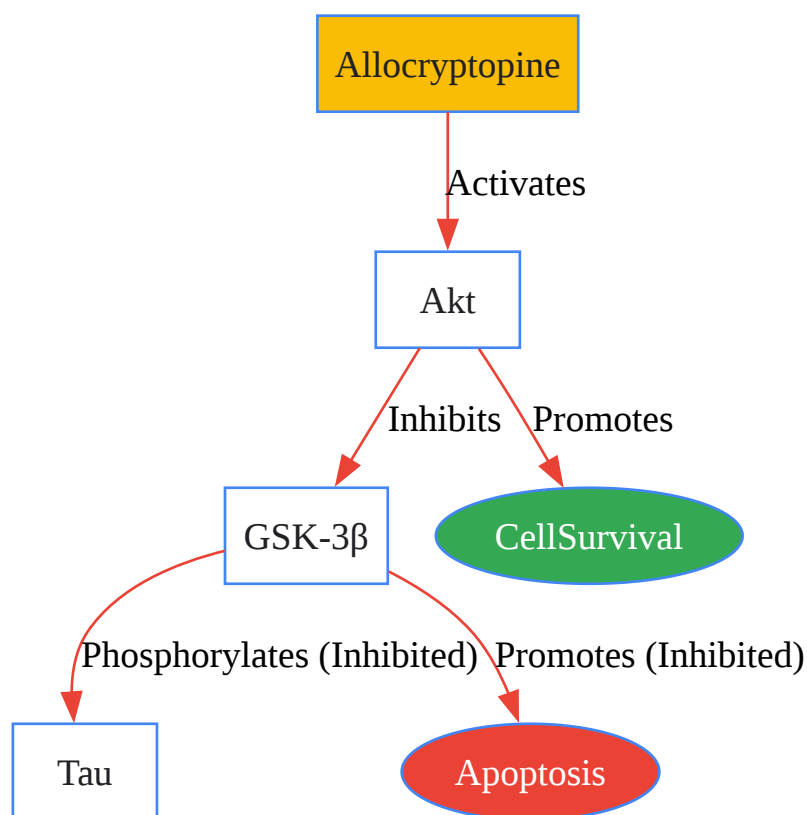 Allocryptopine
Activates
Akt
Inhibits
Promotes
GSK-3β
CellSurvival
Phosphorylates (Inhibited)
Promotes (Inhibited)
Tau
Apoptosis